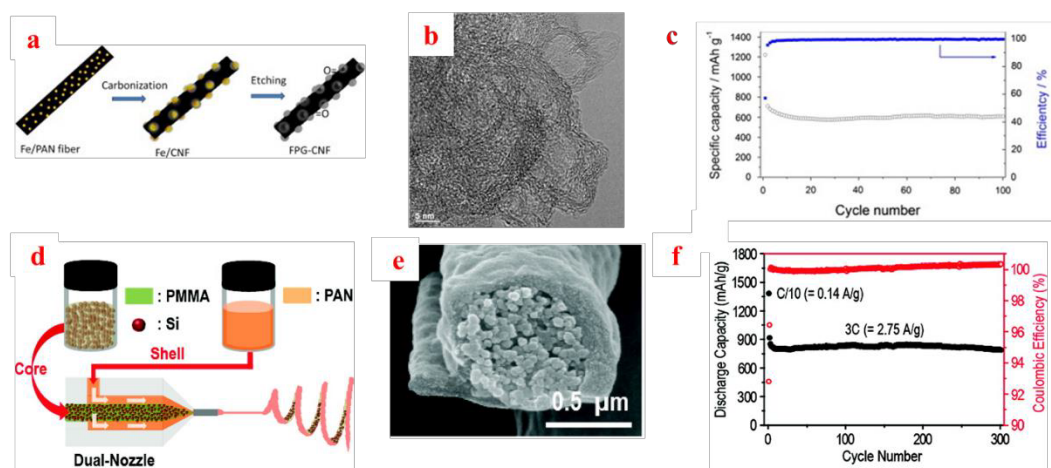 a
Carbonization
Etching
O=
=O
Fe/PAN fiber
Fe/CNF
FPG-CNF
b
5 nm
c
Specific capacity / mAh g⁻¹
1400
1200
1000
800
600
400
200
0
Efficientcy / %
100
80
60
40
20
0
0 20 40 60 80 100
Cycle number
d
: PMMA
: PAN
: Si
Shell
Core
Dual-Nozzle
e
0.5 μm
f
Discharge Capacity (mAh/g)
1800
1500
1200
900
600
300
0
C/10 (= 0.14 A/g)
3C (= 2.75 A/g)
Coulombic Efficiency (%)
100
98
96
94
92
90
0 100 200 300
Cycle Number